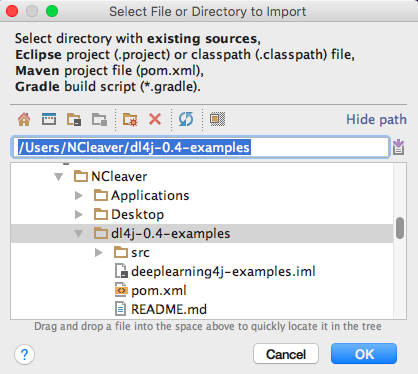 Select File or Directory to Import
Select directory with existing sources,
Eclipse project (.project) or classpath (.classpath) file,
Maven project file (pom.xml),
Gradle build script (*.gradle).
Hide path
/Users/NCleaver/dl4j-0.4-examples
NCleaver
Applications
Desktop
dl4j-0.4-examples
src
deeplearning4j-examples.iml
pom.xml
README.md
Drag and drop a file into the space above to quickly locate it in the tree
? Cancel OK